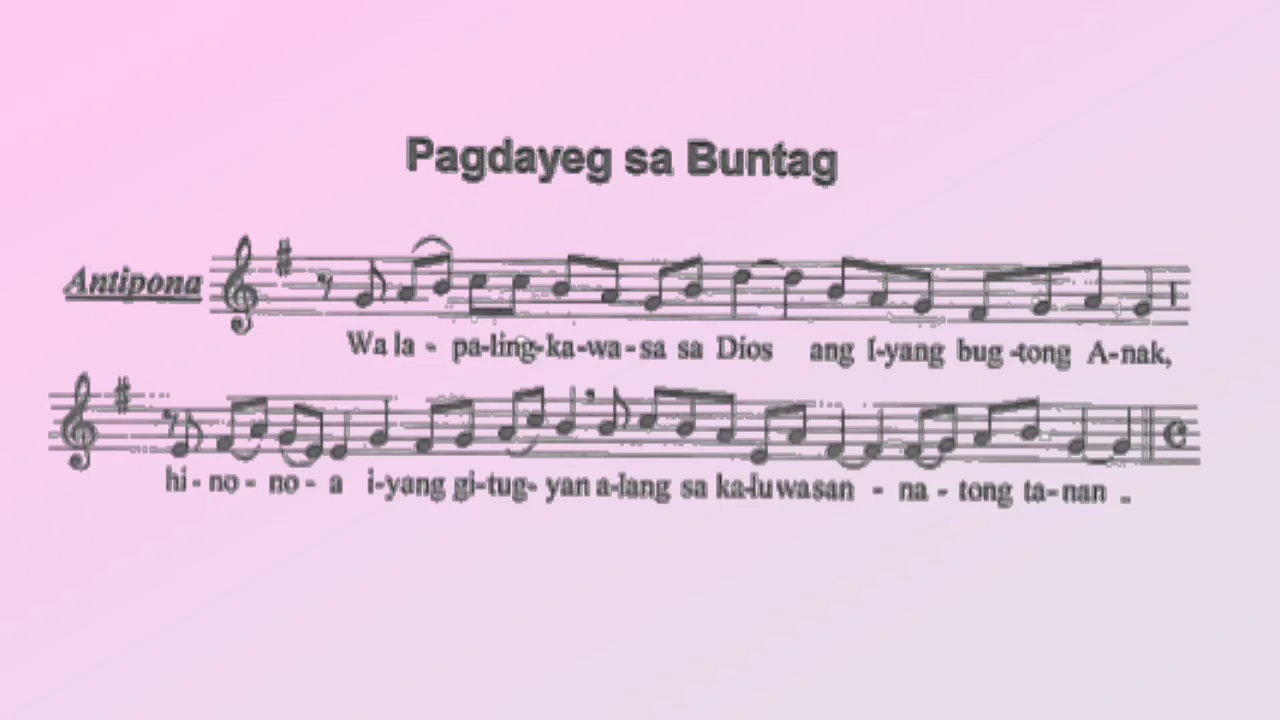 Pagdayeg sa Buntag
Antipona
Wa la - pa-ling-ka-wa-sa sa Dios ang I-yang bug-tong A-nak,
hi - no - no - a i-yang gi-tug- yan a-lang sa ka-lu wa san - na - tong ta-nan .